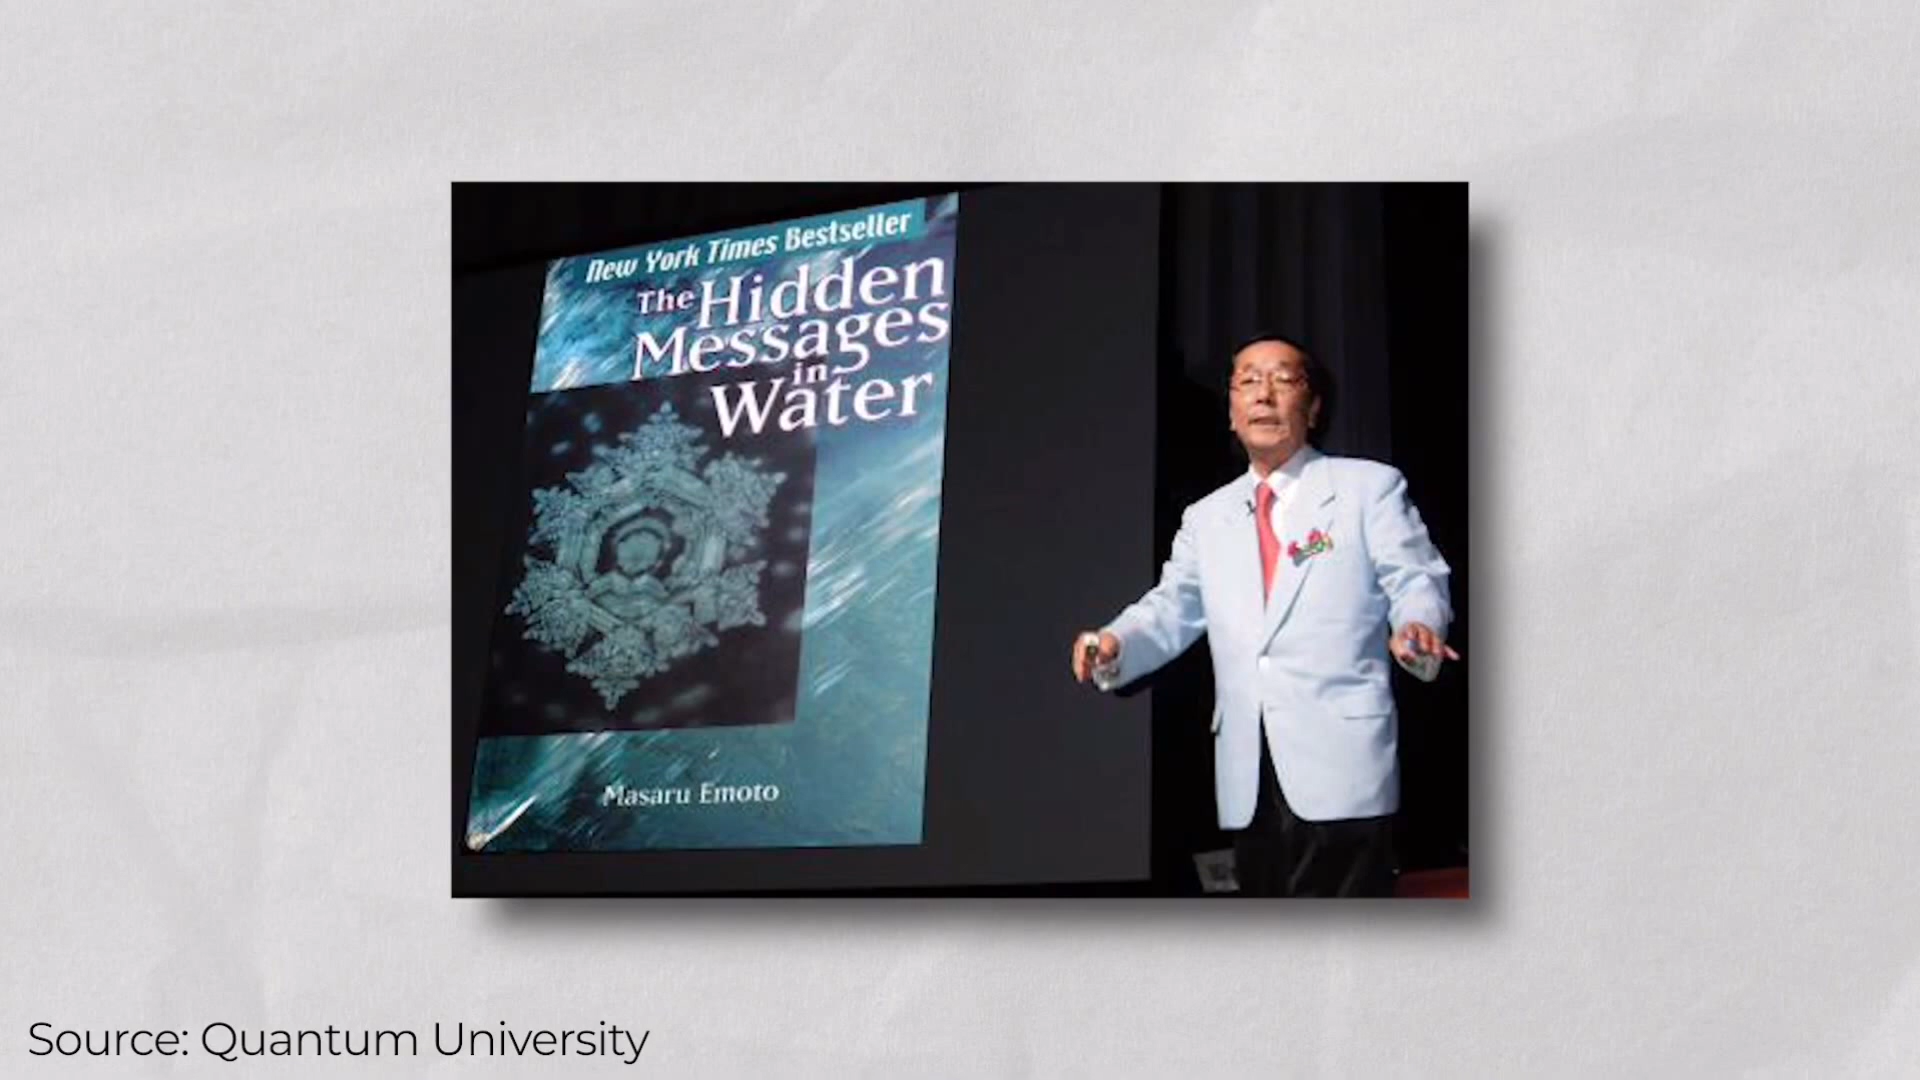 New York Times Bestseller
The Hidden
Messages
in
Water
Masaru Emoto
Source: Quantum University